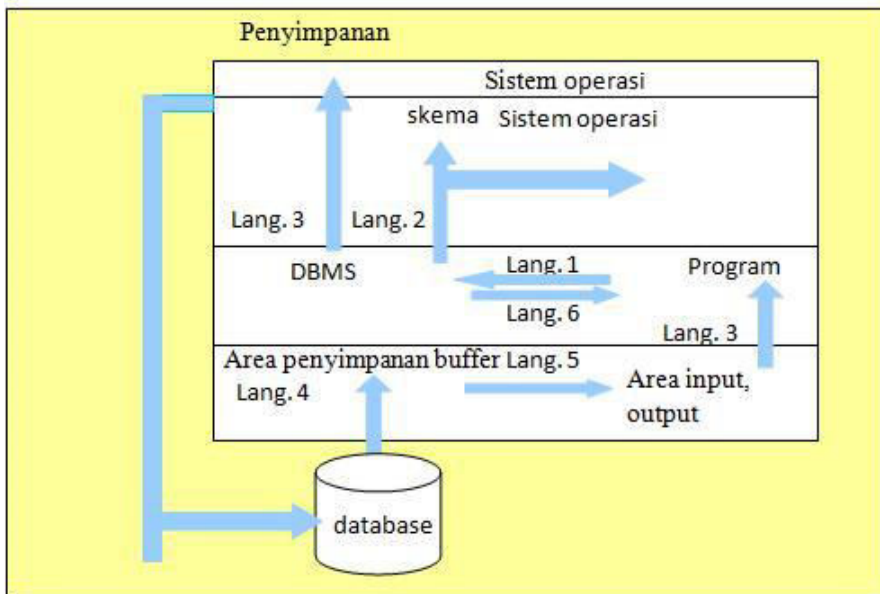 Penyimpanan
Sistem operasi
skema Sistem operasi
Lang. 3 Lang. 2
DBMS Lang. 1 Program
Lang. 6
Lang. 3
Area penyimpanan buffer Lang. 5
Lang. 4 Area input,
output
database